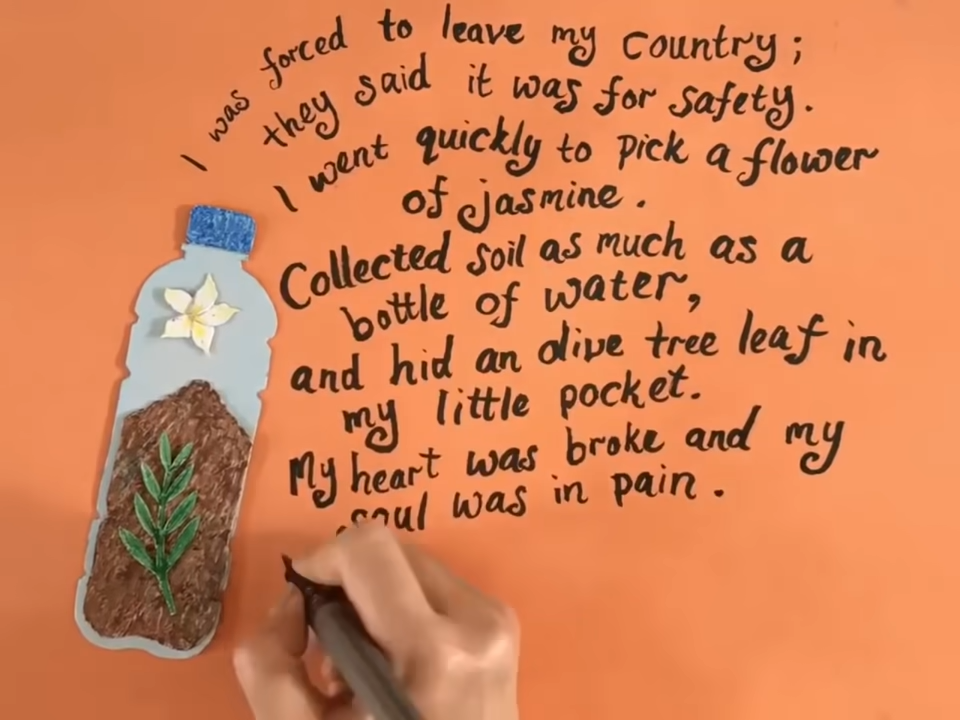 I was forced to leave my country;
they said it was for safety.
I went quickly to pick a flower
of jasmine.
Collected soil as much as a
bottle of water,
and hid an olive tree leaf in
my little pocket.
My heart was broke and my
soul was in pain.